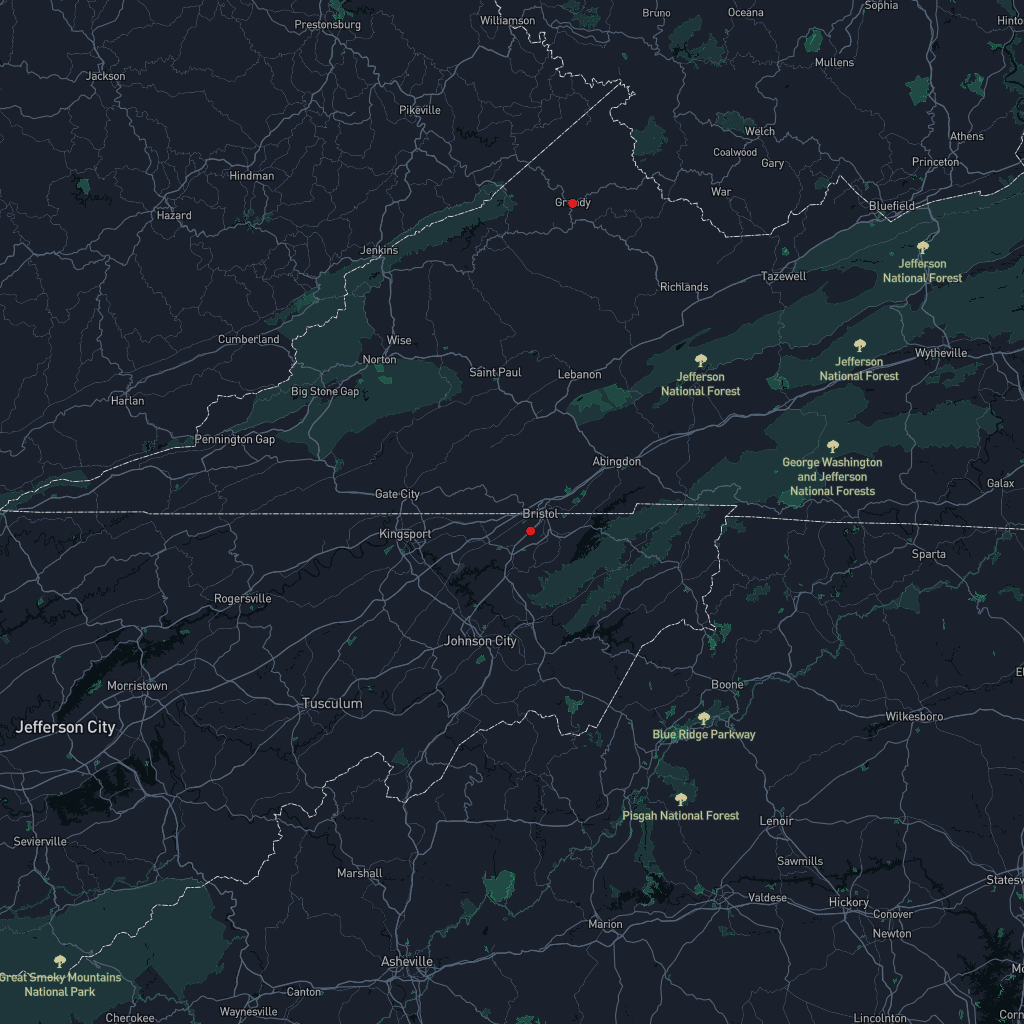 Sophia
Oceana
Bruno
Williamson
Hinto
Prestonsburg
Mullens
Jackson
Pikeville
Welch
Athens
Coalwood
Gary
Princeton
Hindman
War
Grundy
Bluefield
Hazard
Jenkins
Jefferson
National Forest
Tazewell
Richlands
Cumberland
Wise
Norton
Saint Paul
Lebanon
Jefferson
National Forest
Jefferson
National Forest
Wytheville
Harlan
Big Stone Gap
Pennington Gap
Abingdon
George Washington
and Jefferson
National Forests
Galax
Gate City
Bristol
Kingsport
Sparta
Rogersville
Johnson City
El
Morristown
Boone
Tusculum
Jefferson City
Wilkesboro
Blue Ridge Parkway
Pisgah National Forest
Lenoir
Sevierville
Sawmills
Marshall
Statesv
Valdese
Hickory
Conover
Marion
Newton
Asheville
Mo
Great Smoky Mountains
National Park
Canton
Waynesville
Cherokee
Lincolnton
Corn